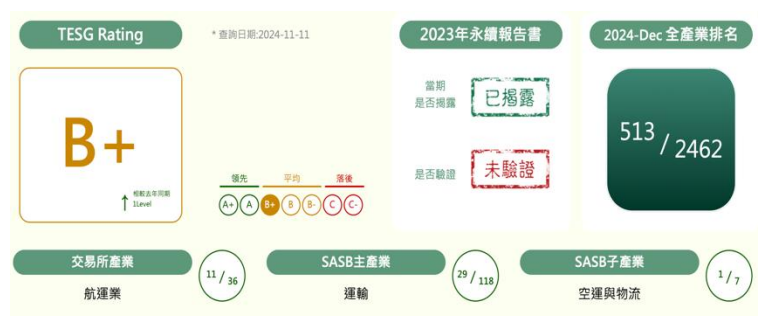 TESG Rating
* 查詢日期:2024-11-11
2023年永續報告書
2024-Dec 全產業排名
B+
↑ 相較去年同期
1Level
領先 平均 落後
A+ A B+ B B- C C-
當期
是否揭露 已揭露
是否驗證 未驗證
513 / 2462
交易所產業
航運業
11 / 36
SASB主產業
運輸
29 / 118
SASB子產業
空運與物流
1 / 7